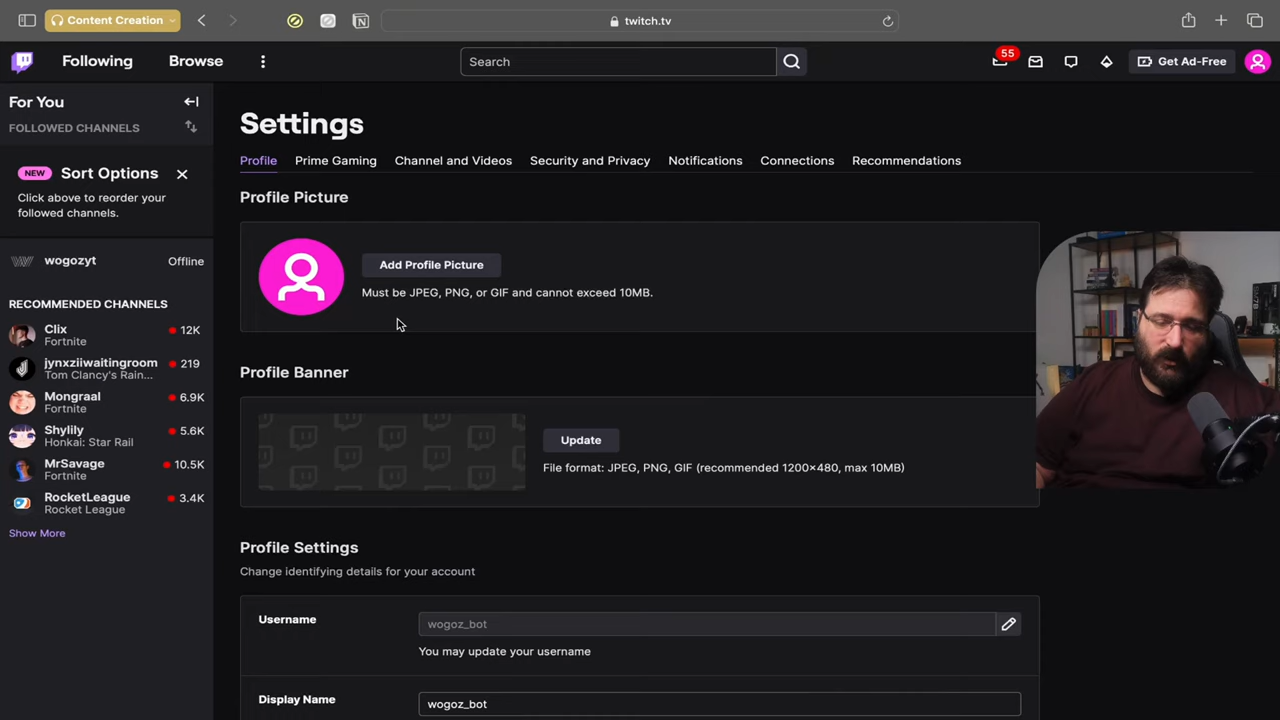 Content Creation
twitch.tv
Following
Browse
Search
55
Get Ad-Free
For You
FOLLOWED CHANNELS
NEW Sort Options
Click above to reorder your
followed channels.
wogozyt Offline
RECOMMENDED CHANNELS
Clix 12K
Fortnite
jynxziiwaitingroom 219
Tom Clancy's Rain...
Mongraal 6.9K
Fortnite
Shylily 5.6K
Honkai: Star Rail
MrSavage 10.5K
Fortnite
RocketLeague 3.4K
Rocket League
Show More
Settings
Profile Prime Gaming Channel and Videos Security and Privacy Notifications Connections Recommendations
Profile Picture
Add Profile Picture
Must be JPEG, PNG, or GIF and cannot exceed 10MB.
Profile Banner
Update
File format: JPEG, PNG, GIF (recommended 1200×480, max 10MB)
Profile Settings
Change identifying details for your account
Username wogoz_bot
You may update your username
Display Name wogoz_bot